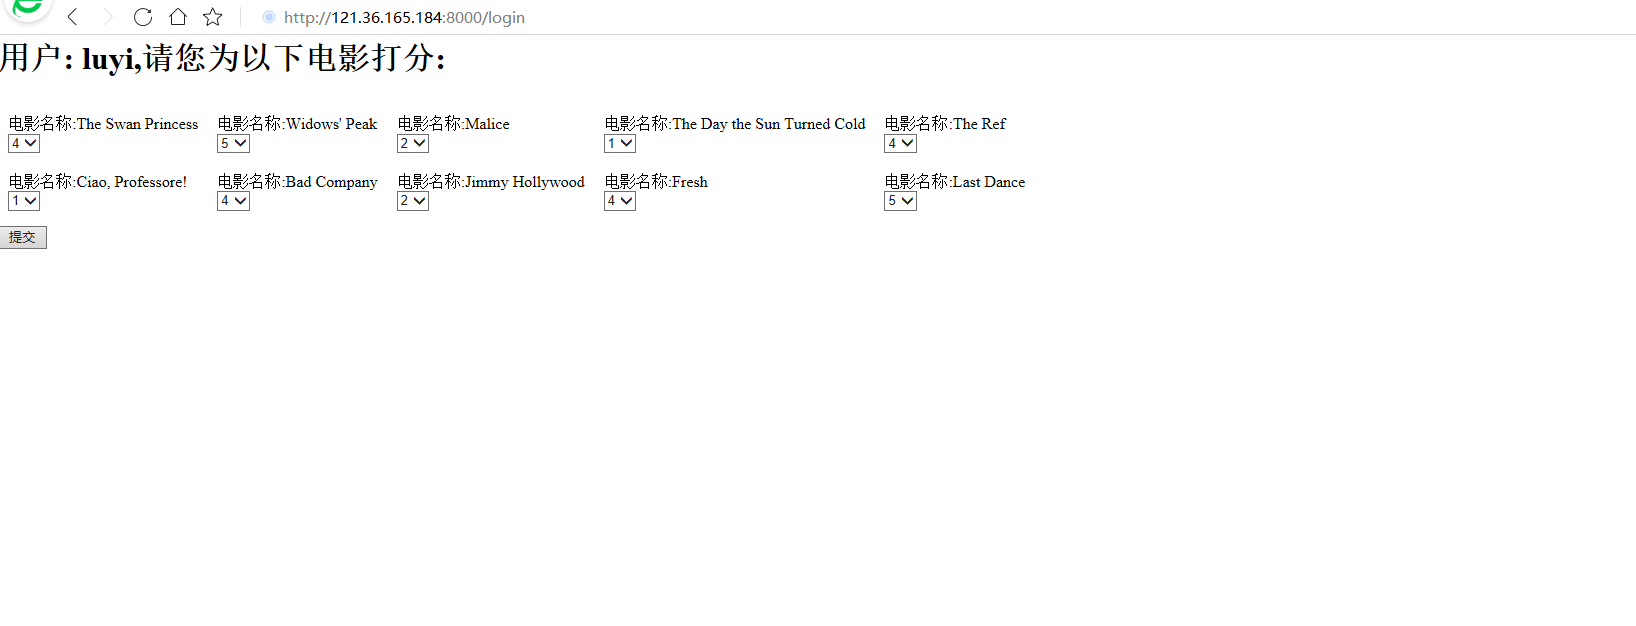 http://121.36.165.184:8000/login
用户: luyi,请您为以下电影打分:
电影名称:The Swan Princess 电影名称:Widows' Peak 电影名称:Malice 电影名称:The Day the Sun Turned Cold 电影名称:The Ref
4 5 2 1 4
电影名称:Ciao, Professore! 电影名称:Bad Company 电影名称:Jimmy Hollywood 电影名称:Fresh 电影名称:Last Dance
1 4 2 4 5
提交